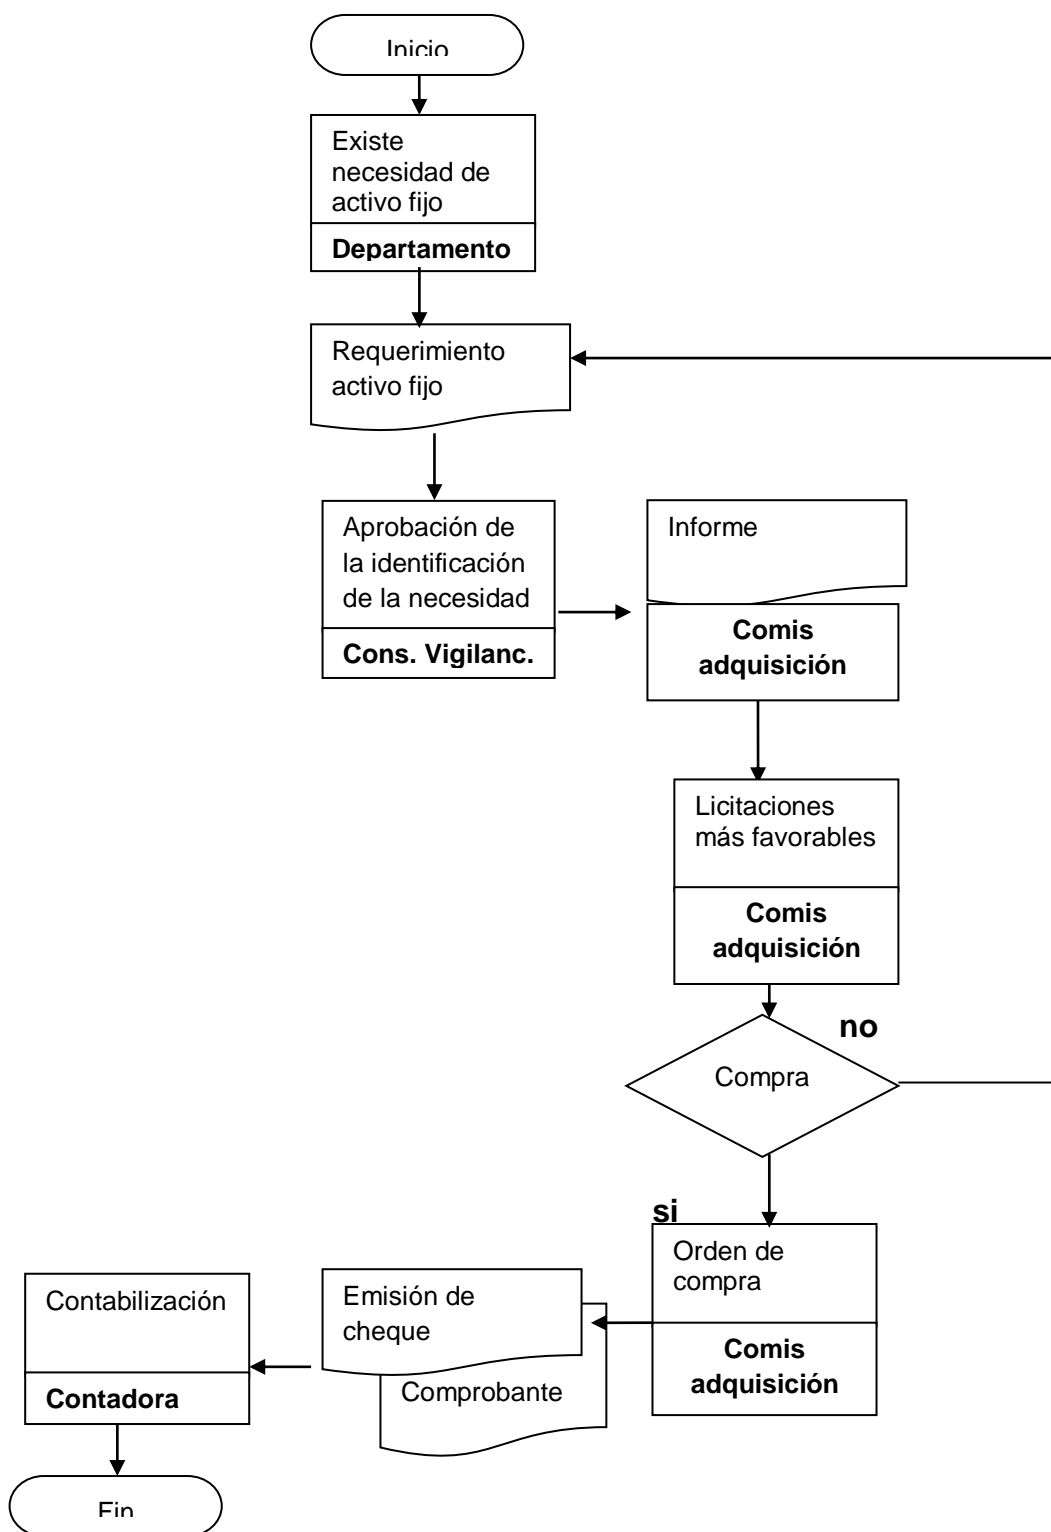 Inicio
Existe
necesidad de
activo fijo
Departamento
Requerimiento
activo fijo
Aprobación de
la identificación
de la necesidad
Cons. Vigilanc.
Informe
Comis
adquisición
Licitaciones
más favorables
Comis
adquisición
no
Compra
si
Orden de
compra
Comis
adquisición
Emisión de
cheque
Comprobante
Contabilización
Contadora
Fin